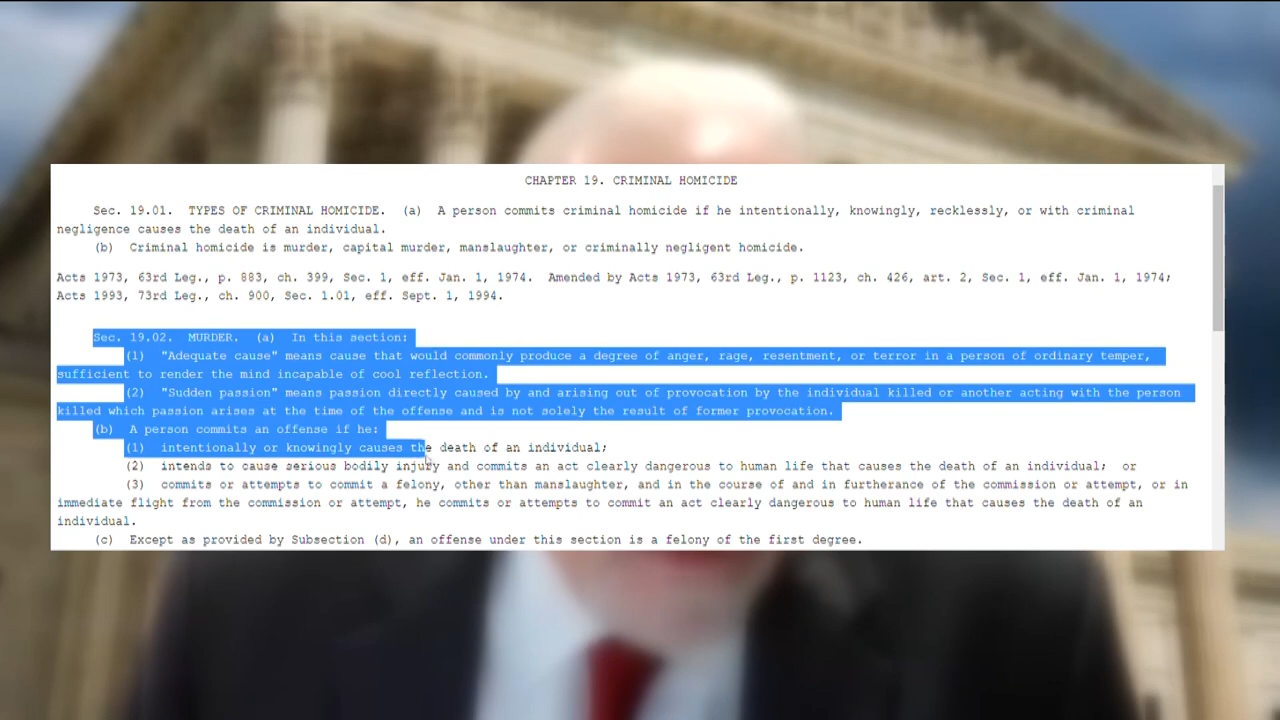 CHAPTER 19. CRIMINAL HOMICIDE
Sec. 19.01. TYPES OF CRIMINAL HOMICIDE. (a) A person commits criminal homicide if he intentionally, knowingly, recklessly, or with criminal
negligence causes the death of an individual.
(b) Criminal homicide is murder, capital murder, manslaughter, or criminally negligent homicide.
Acts 1973, 63rd Leg., p. 883, ch. 399, Sec. 1, eff. Jan. 1, 1974. Amended by Acts 1973, 63rd Leg., p. 1123, ch. 426, art. 2, Sec. 1, eff. Jan. 1, 1974;
Acts 1993, 73rd Leg., ch. 900, Sec. 1.01, eff. Sept. 1, 1994.
Sec. 19.02. MURDER. (a) In this section:
(1) "Adequate cause" means cause that would commonly produce a degree of anger, rage, resentment, or terror in a person of ordinary temper,
sufficient to render the mind incapable of cool reflection.
(2) "Sudden passion" means passion directly caused by and arising out of provocation by the individual killed or another acting with the person
killed which passion arises at the time of the offense and is not solely the result of former provocation.
(b) A person commits an offense if he:
(1) intentionally or knowingly causes the death of an individual;
(2) intends to cause serious bodily injury and commits an act clearly dangerous to human life that causes the death of an individual; or
(3) commits or attempts to commit a felony, other than manslaughter, and in the course of and in furtherance of the commission or attempt, or in
immediate flight from the commission or attempt, he commits or attempts to commit an act clearly dangerous to human life that causes the death of an
individual.
(c) Except as provided by Subsection (d), an offense under this section is a felony of the first degree.